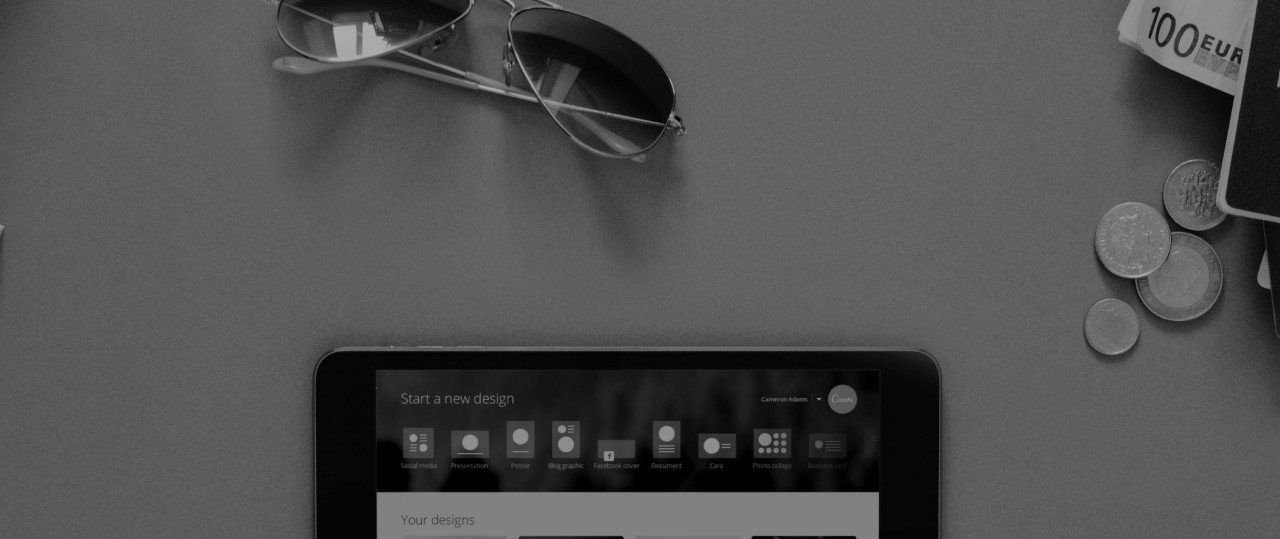 100 EURO
ΕΥΡΩ
Start a new design
Cameron Adams
Canva
Social media
Presentation
Poster
Blog graphic
Facebook cover
Document
Card
Photo collage
Business card
Your designs